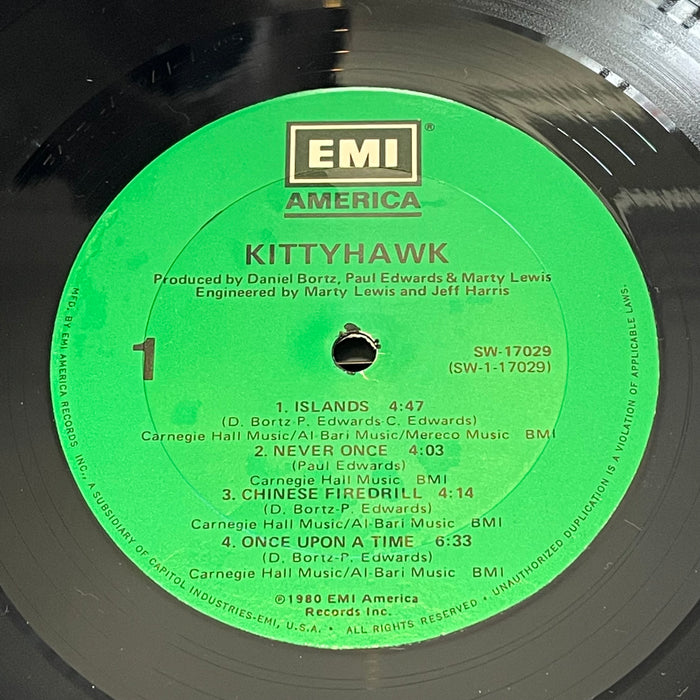 EMI ®
AMERICA
KITTYHAWK
Produced by Daniel Bortz, Paul Edwards & Marty Lewis
Engineered by Marty Lewis and Jeff Harris
1
SW-17029
(SW-1-17029)
1. ISLANDS 4:47
(D. Bortz-P. Edwards-C. Edwards)
Carnegie Hall Music/Al-Bari Music/Mereco Music BMI
2. NEVER ONCE 4:03
(Paul Edwards)
Carnegie Hall Music BMI
3. CHINESE FIREDRILL 4:14
(D. Bortz-P. Edwards)
Carnegie Hall Music/Al-Bari Music BMI
4. ONCE UPON A TIME 6:33
(D. Bortz-P. Edwards)
Carnegie Hall Music/Al-Bari Music BMI
℗1980 EMI America
Records Inc.
MFD. BY EMI AMERICA RECORDS, INC., A SUBSIDIARY OF CAPITOL INDUSTRIES-EMI, U.S.A. • ALL RIGHTS RESERVED • UNAUTHORIZED DUPLICATION IS A VIOLATION OF APPLICABLE LAWS.